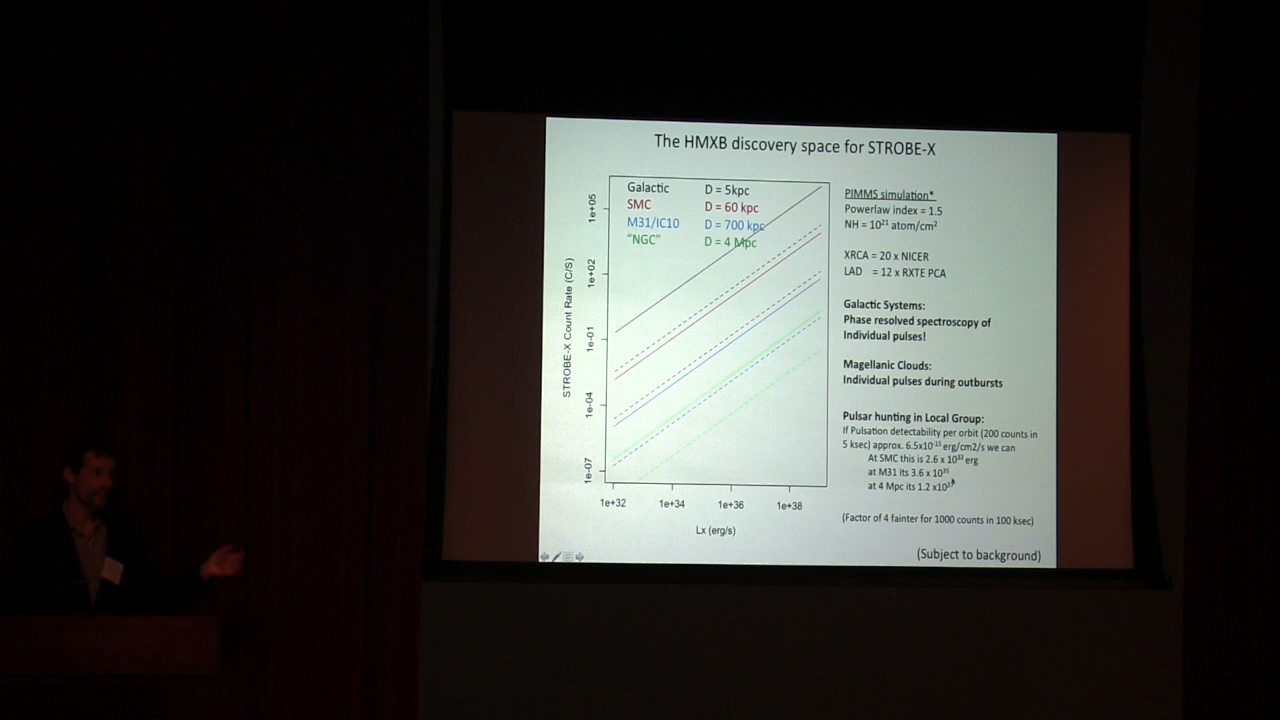 The HMXB discovery space for STROBE-X
Galactic D = 5kpc
SMC D = 60 kpc
M31/IC10 D = 700 kpc
"NGC" D = 4 Mpc
STROBE-X Count Rate (C/S)
1e+05
1e+02
1e-01
1e-04
1e-07
1e+32 1e+34 1e+36 1e+38
Lx (erg/s)
PIMMS simulation*
Powerlaw index = 1.5
NH = 10²¹ atom/cm²
XRCA = 20 x NICER
LAD = 12 x RXTE PCA
Galactic Systems:
Phase resolved spectroscopy of
Individual pulses!
Magellanic Clouds:
Individual pulses during outbursts
Pulsar hunting in Local Group:
If Pulsation detectability per orbit (200 counts in
5 ksec) approx. 6.5x10⁻¹⁵ erg/cm2/s we can
At SMC this is 2.6 x 10³³ erg
at M31 its 3.6 x 10³⁵
at 4 Mpc its 1.2 x10³⁷
(Factor of 4 fainter for 1000 counts in 100 ksec)
(Subject to background)